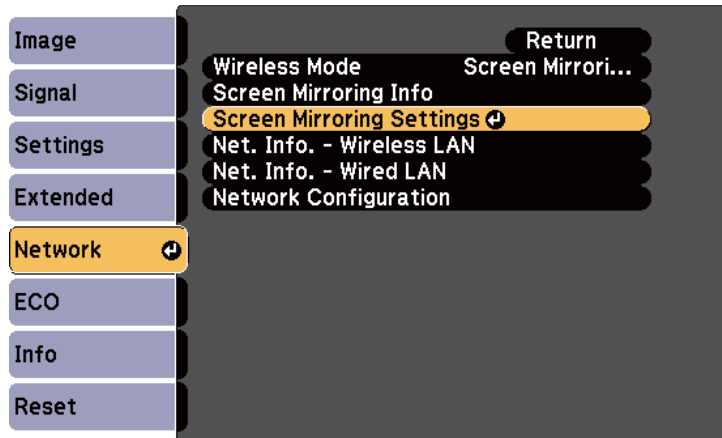 Image
Signal
Settings
Extended
Network
ECO
Info
Reset
Return
Wireless Mode Screen Mirrori...
Screen Mirroring Info
Screen Mirroring Settings
Net. Info. - Wireless LAN
Net. Info. - Wired LAN
Network Configuration